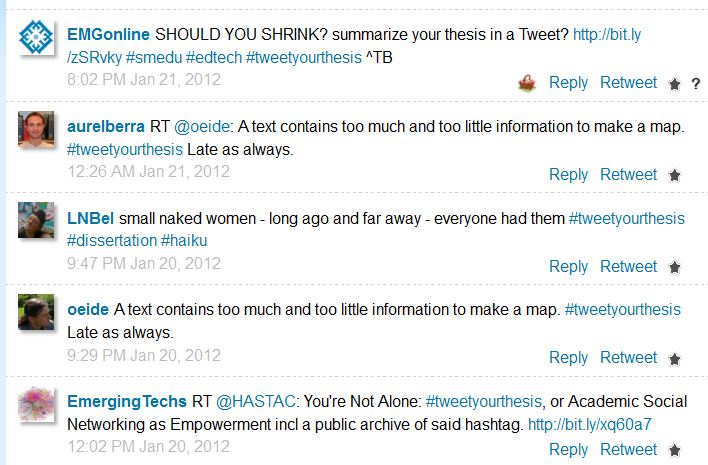 EMGonline SHOULD YOU SHRINK? summarize your thesis in a Tweet? http://bit.ly
/zSRvky #smedu #edtech #tweetyourthesis ^TB
8:02 PM Jan 21, 2012
Reply Retweet ?
aurelberra RT @oeide: A text contains too much and too little information to make a map.
#tweetyourthesis Late as always.
12:26 AM Jan 21, 2012
Reply Retweet
LNBel small naked women - long ago and far away - everyone had them #tweetyourthesis
#dissertation #haiku
9:47 PM Jan 20, 2012
Reply Retweet
oeide A text contains too much and too little information to make a map. #tweetyourthesis
Late as always.
9:29 PM Jan 20, 2012
Reply Retweet
EmergingTechs RT @HASTAC: You're Not Alone: #tweetyourthesis, or Academic Social
Networking as Empowerment incl a public archive of said hashtag. http://bit.ly/xq60a7
12:02 PM Jan 20, 2012
Reply Retweet